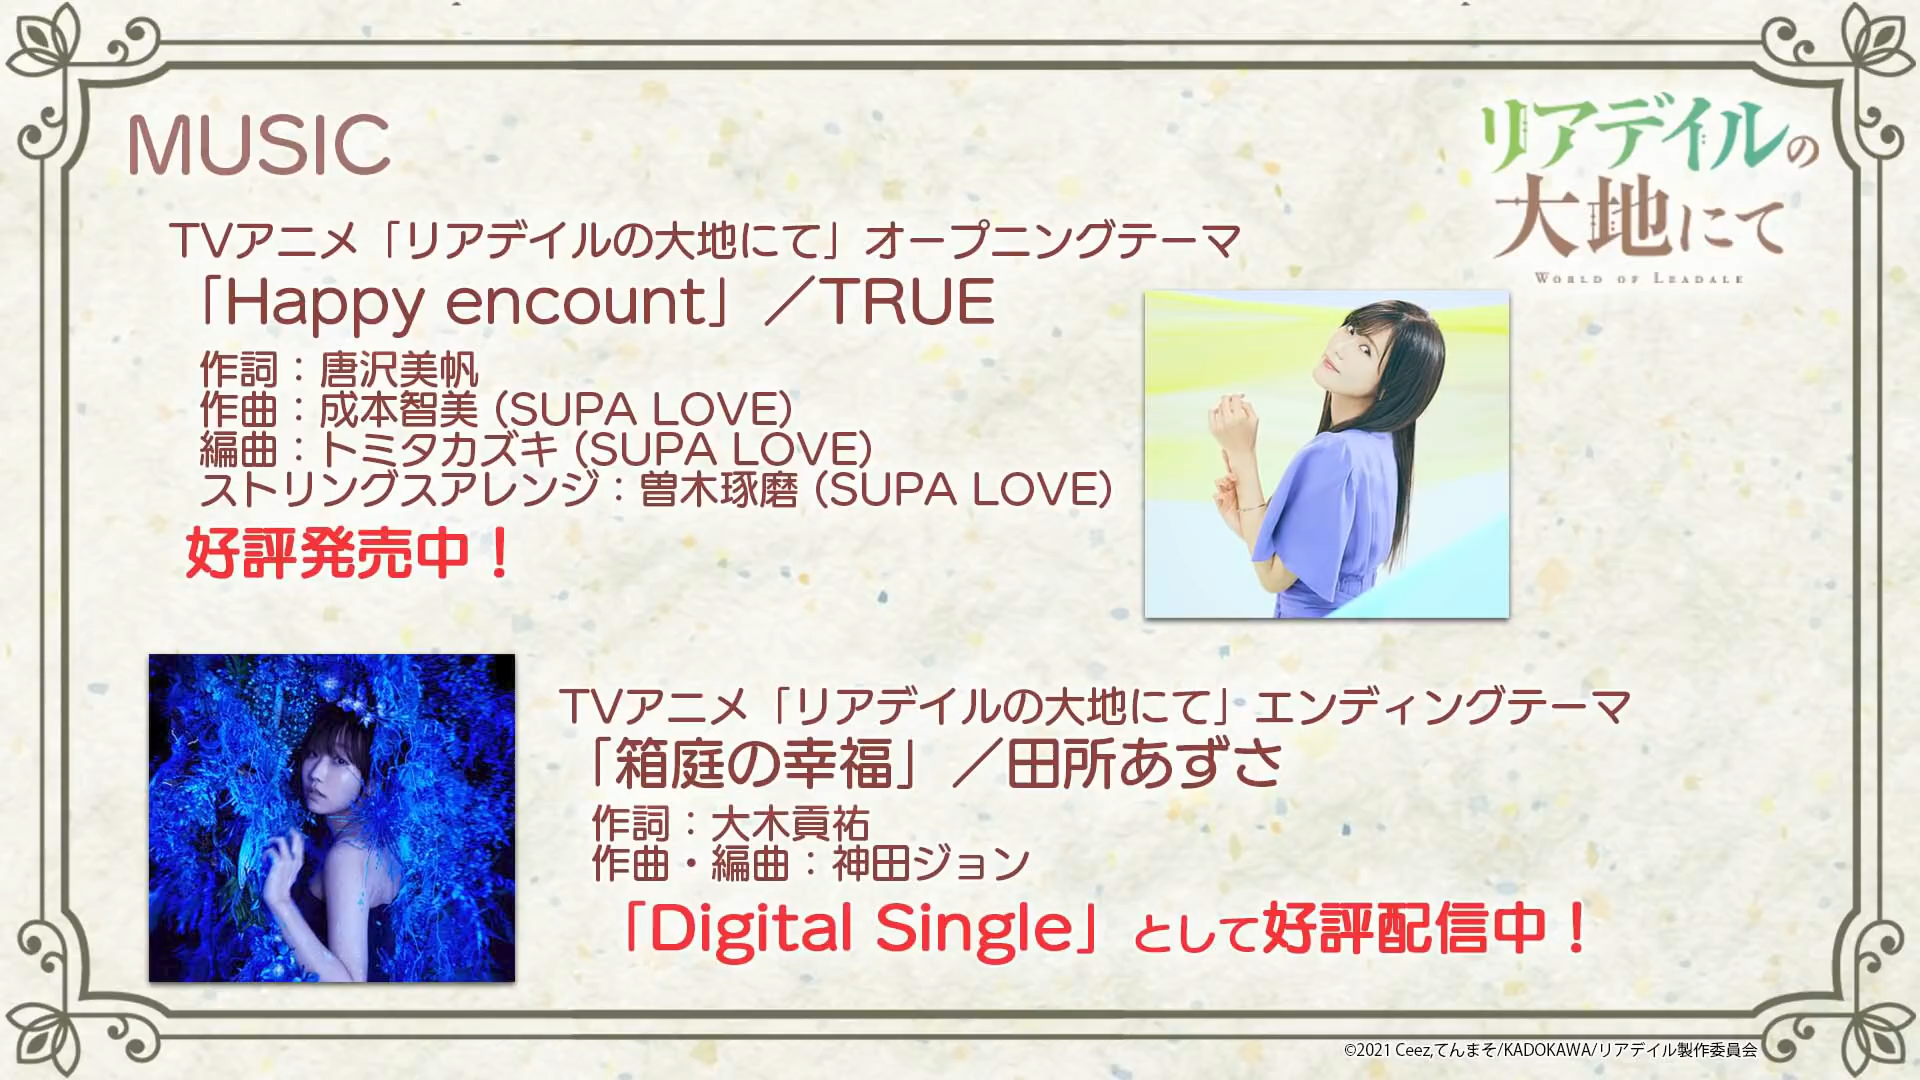 MUSIC
リアデイルの
大地にて
WORLD OF LEADALE
TVアニメ「リアデイルの大地にて」オープニングテーマ
「Happy encount」／TRUE
作詞：唐沢美帆
作曲：成本智美 (SUPA LOVE)
編曲：トミタカズキ (SUPA LOVE)
ストリングスアレンジ：曽木琢磨 (SUPA LOVE)
好評発売中！
TVアニメ「リアデイルの大地にて」エンディングテーマ
「箱庭の幸福」／田所あずさ
作詞：大木貢祐
作曲・編曲：神田ジョン
「Digital Single」として好評配信中！
©2021 Ceez,てんまそ/KADOKAWA/リアデイル製作委員会